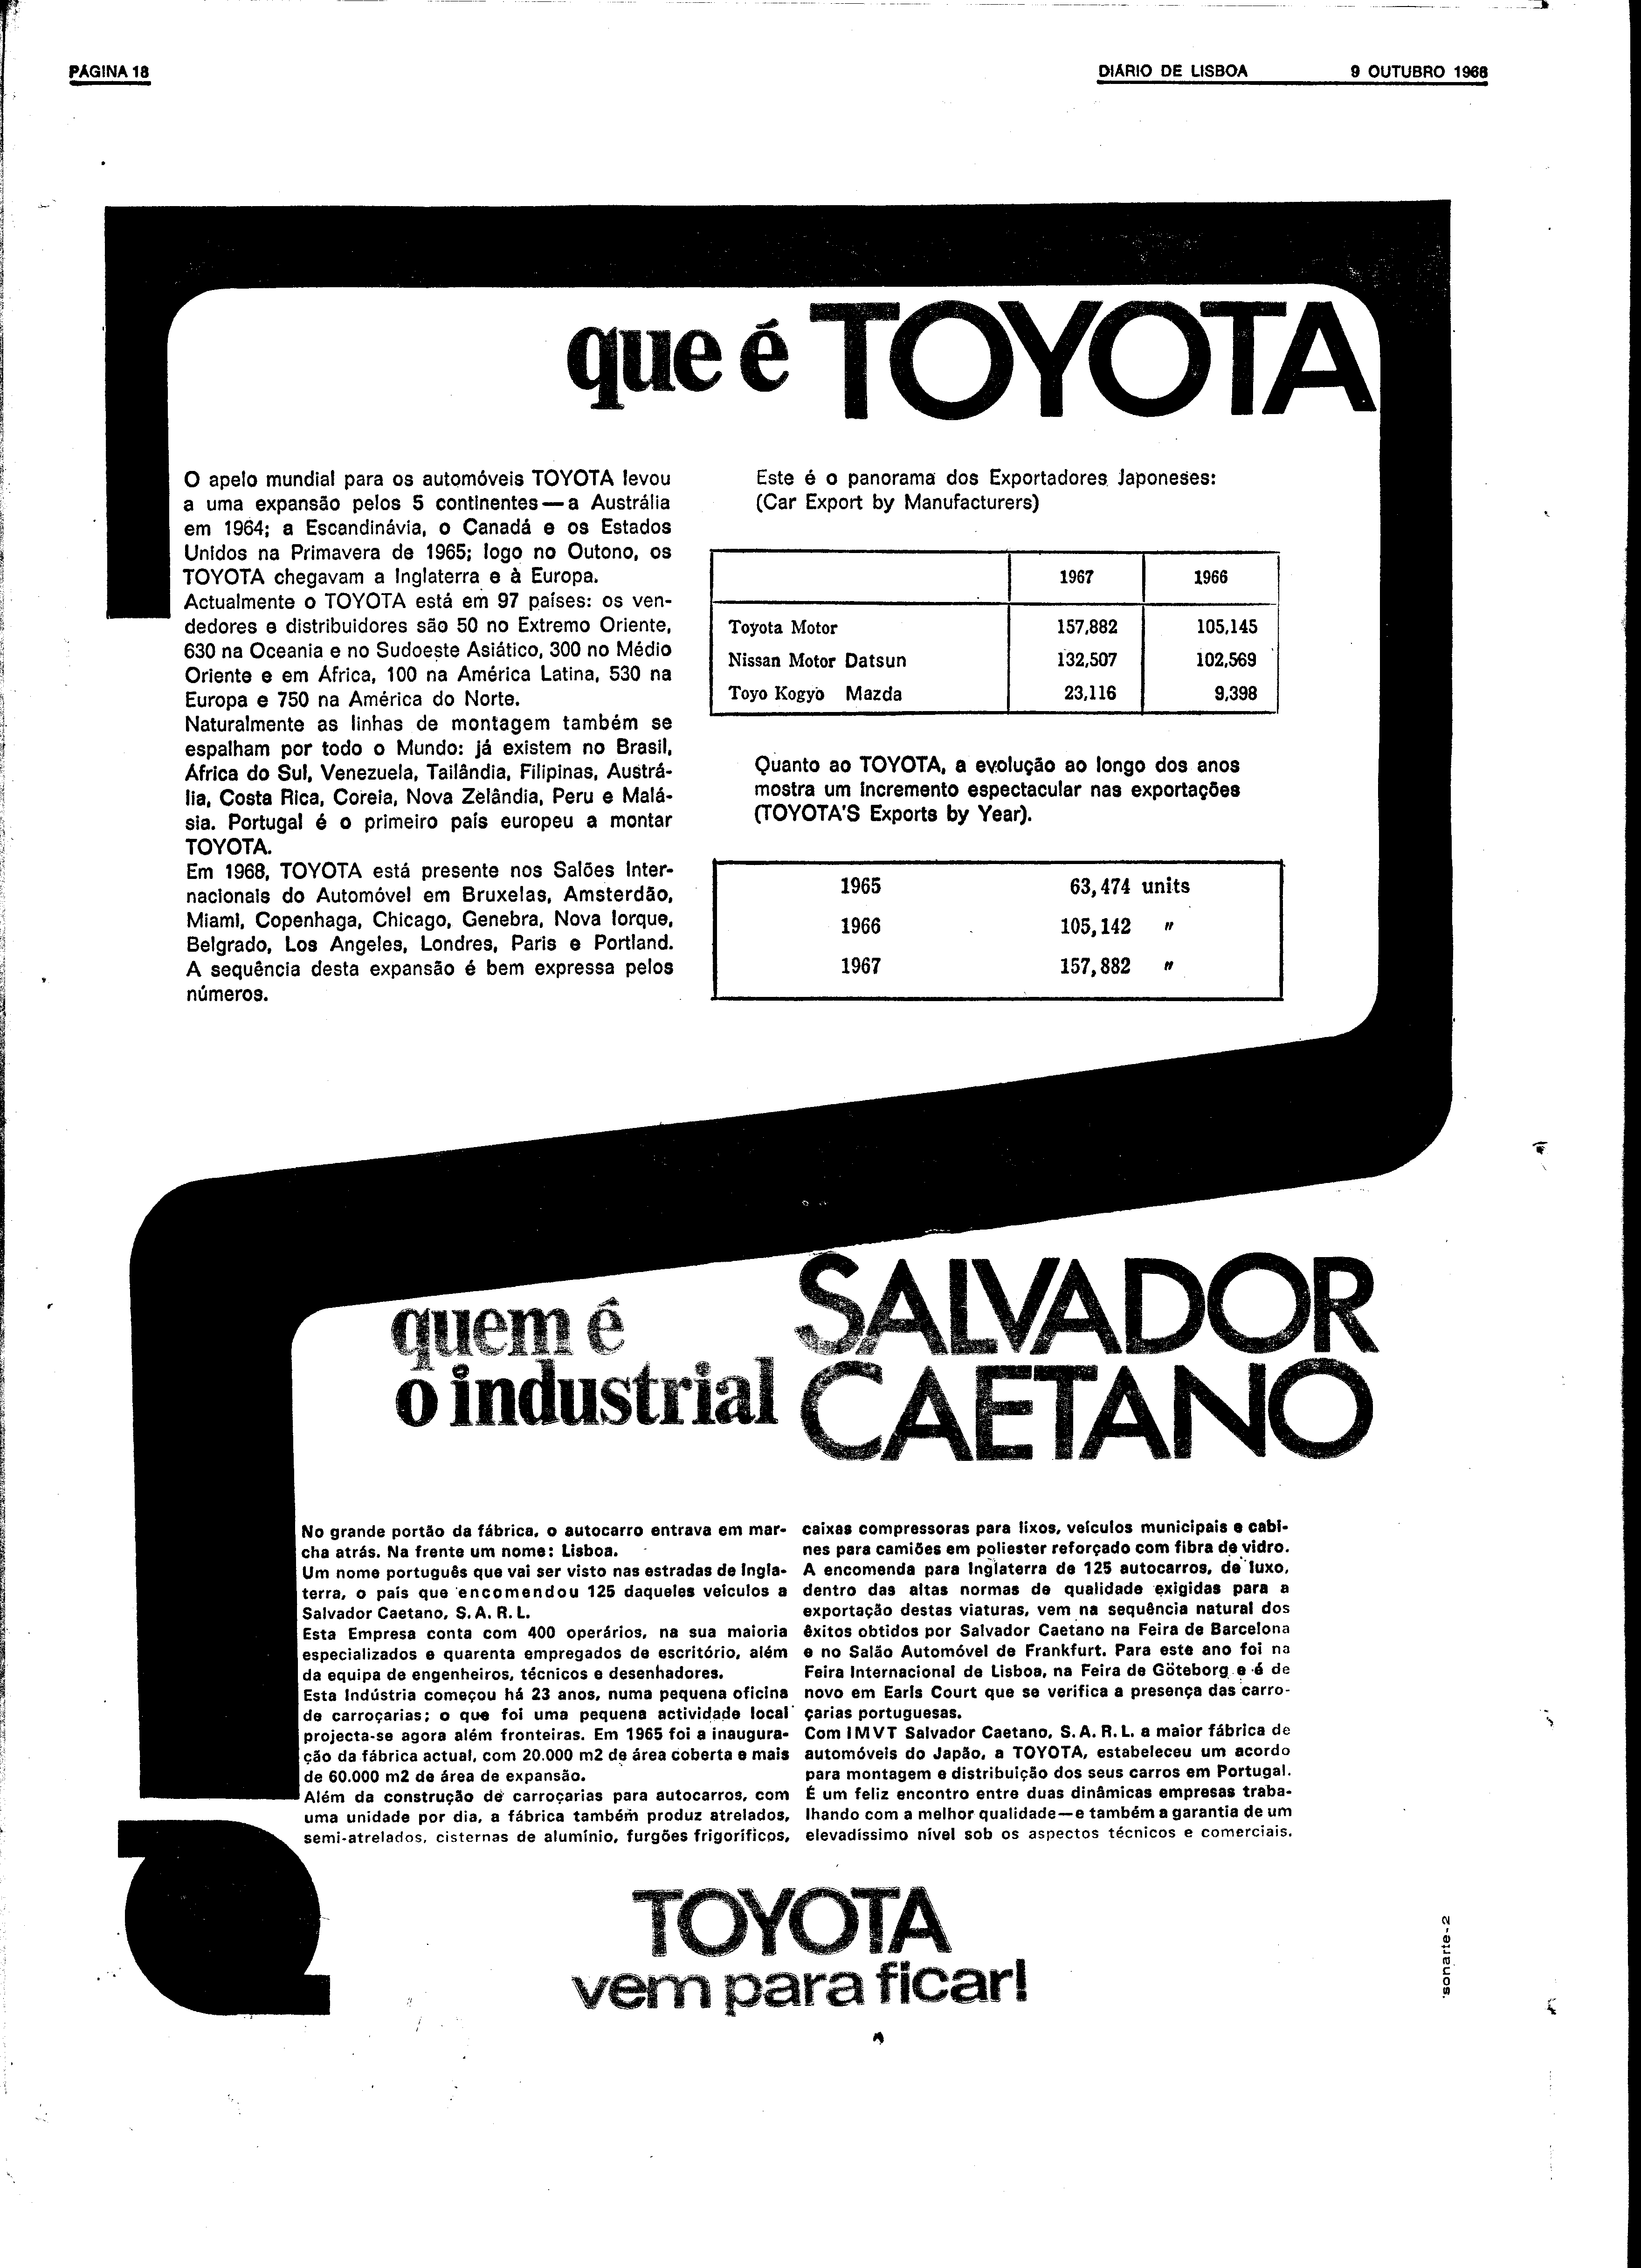 PÁGINA 18
DIÁRIO DE LISBOA
9 OUTUBRO 1968
que é TOYOTA
O apelo mundial para os automóveis TOYOTA levou
a uma expansão pelos 5 continentes—a Austrália
em 1964; a Escandinávia, o Canadá e os Estados
Unidos na Primavera de 1965; logo no Outono, os
TOYOTA chegavam a Inglaterra e à Europa.
Actualmente o TOYOTA está em 97 países: os ven-
dedores e distribuidores são 50 no Extremo Oriente,
630 na Oceania e no Sudoeste Asiático, 300 no Médio
Oriente e em África, 100 na América Latina, 530 na
Europa e 750 na América do Norte.
Naturalmente as linhas de montagem também se
espalham por todo o Mundo: já existem no Brasil,
África do Sul, Venezuela, Tailândia, Filipinas, Austrá-
lia, Costa Rica, Coreia, Nova Zelândia, Peru e Malá-
sia. Portugal é o primeiro país europeu a montar
TOYOTA.
Em 1968, TOYOTA está presente nos Salões Inter-
nacionais do Automóvel em Bruxelas, Amsterdão,
Miami, Copenhaga, Chicago, Genebra, Nova Iorque,
Belgrado, Los Angeles, Londres, Paris e Portland.
A sequência desta expansão é bem expressa pelos
números.
Este é o panorama dos Exportadores Japoneses:
(Car Export by Manufacturers)
1967 1966
Toyota Motor 157,882 105,145
Nissan Motor Datsun 132,507 102,569
Toyo Kogyo Mazda 23,116 9,398
Quanto ao TOYOTA, a evolução ao longo dos anos
mostra um incremento espectacular nas exportações
(TOYOTA'S Exports by Year).
1965 63,474 units
1966 105,142 "
1967 157,882 "
quem é
o industrial
SALVADOR
CAETANO
No grande portão da fábrica, o autocarro entrava em mar-
cha atrás. Na frente um nome: Lisboa.
Um nome português que vai ser visto nas estradas de Ingla-
terra, o país que encomendou 125 daqueles veículos a
Salvador Caetano, S. A. R. L.
Esta Empresa conta com 400 operários, na sua maioria
especializados e quarenta empregados de escritório, além
da equipa de engenheiros, técnicos e desenhadores.
Esta Indústria começou há 23 anos, numa pequena oficina
de carroçarias; o que foi uma pequena actividade local
projecta-se agora além fronteiras. Em 1965 foi a inaugura-
ção da fábrica actual, com 20.000 m2 de área coberta e mais
de 60.000 m2 de área de expansão.
Além da construção de carroçarias para autocarros, com
uma unidade por dia, a fábrica também produz atrelados,
semi-atrelados, cisternas de alumínio, furgões frigoríficos,
caixas compressoras para lixos, veículos municipais e cabi-
nes para camiões em poliester reforçado com fibra de vidro.
A encomenda para Inglaterra de 125 autocarros, de luxo,
dentro das altas normas de qualidade exigidas para a
exportação destas viaturas, vem na sequência natural dos
êxitos obtidos por Salvador Caetano na Feira de Barcelona
e no Salão Automóvel de Frankfurt. Para este ano foi na
Feira Internacional de Lisboa, na Feira de Göteborg e é de
novo em Earls Court que se verifica a presença das carro-
çarias portuguesas.
Com IMVT Salvador Caetano, S. A. R. L. a maior fábrica de
automóveis do Japão, a TOYOTA, estabeleceu um acordo
para montagem e distribuição dos seus carros em Portugal.
É um feliz encontro entre duas dinâmicas empresas traba-
lhando com a melhor qualidade—e também a garantia de um
elevadíssimo nível sob os aspectos técnicos e comerciais.
TOYOTA
vem para ficar!
sonarte-2